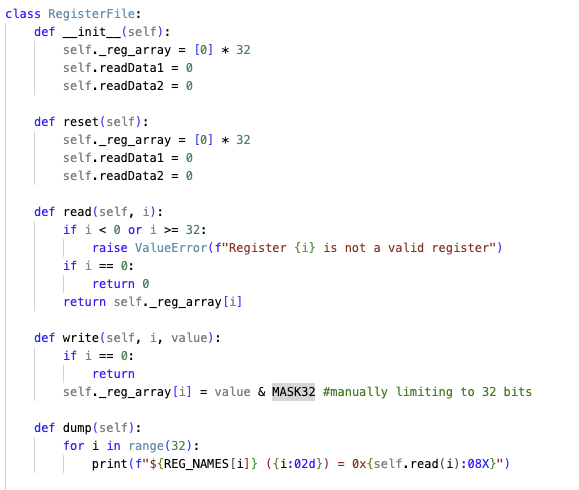 class RegisterFile:
    def __init__(self):
        self._reg_array = [0] * 32
        self.readData1 = 0
        self.readData2 = 0

    def reset(self):
        self._reg_array = [0] * 32
        self.readData1 = 0
        self.readData2 = 0

    def read(self, i):
        if i < 0 or i >= 32:
            raise ValueError(f"Register {i} is not a valid register")
        if i == 0:
            return 0
        return self._reg_array[i]

    def write(self, i, value):
        if i == 0:
            return
        self._reg_array[i] = value & MASK32 #manually limiting to 32 bits

    def dump(self):
        for i in range(32):
            print(f"${REG_NAMES[i]} ({i:02d}) = 0x{self.read(i):08X}")